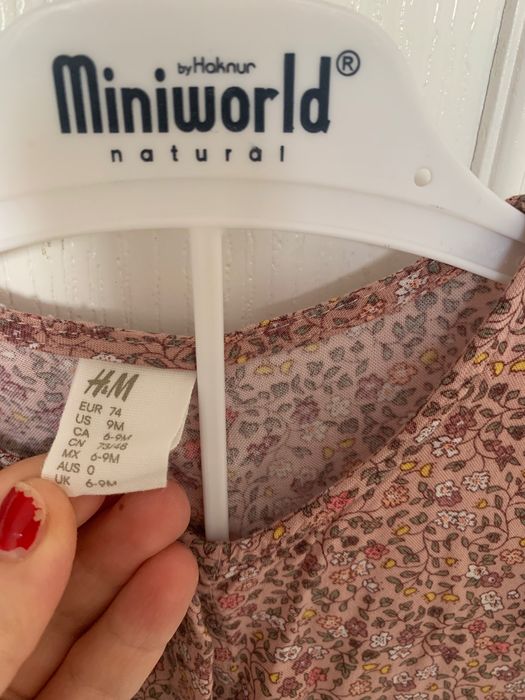 by Haknur
Miniworld®
natural
H&M
EUR 74
US 9M
CA 6-9M
CN 73/48
MX 6-9M
AUS 0
UK 6-9M